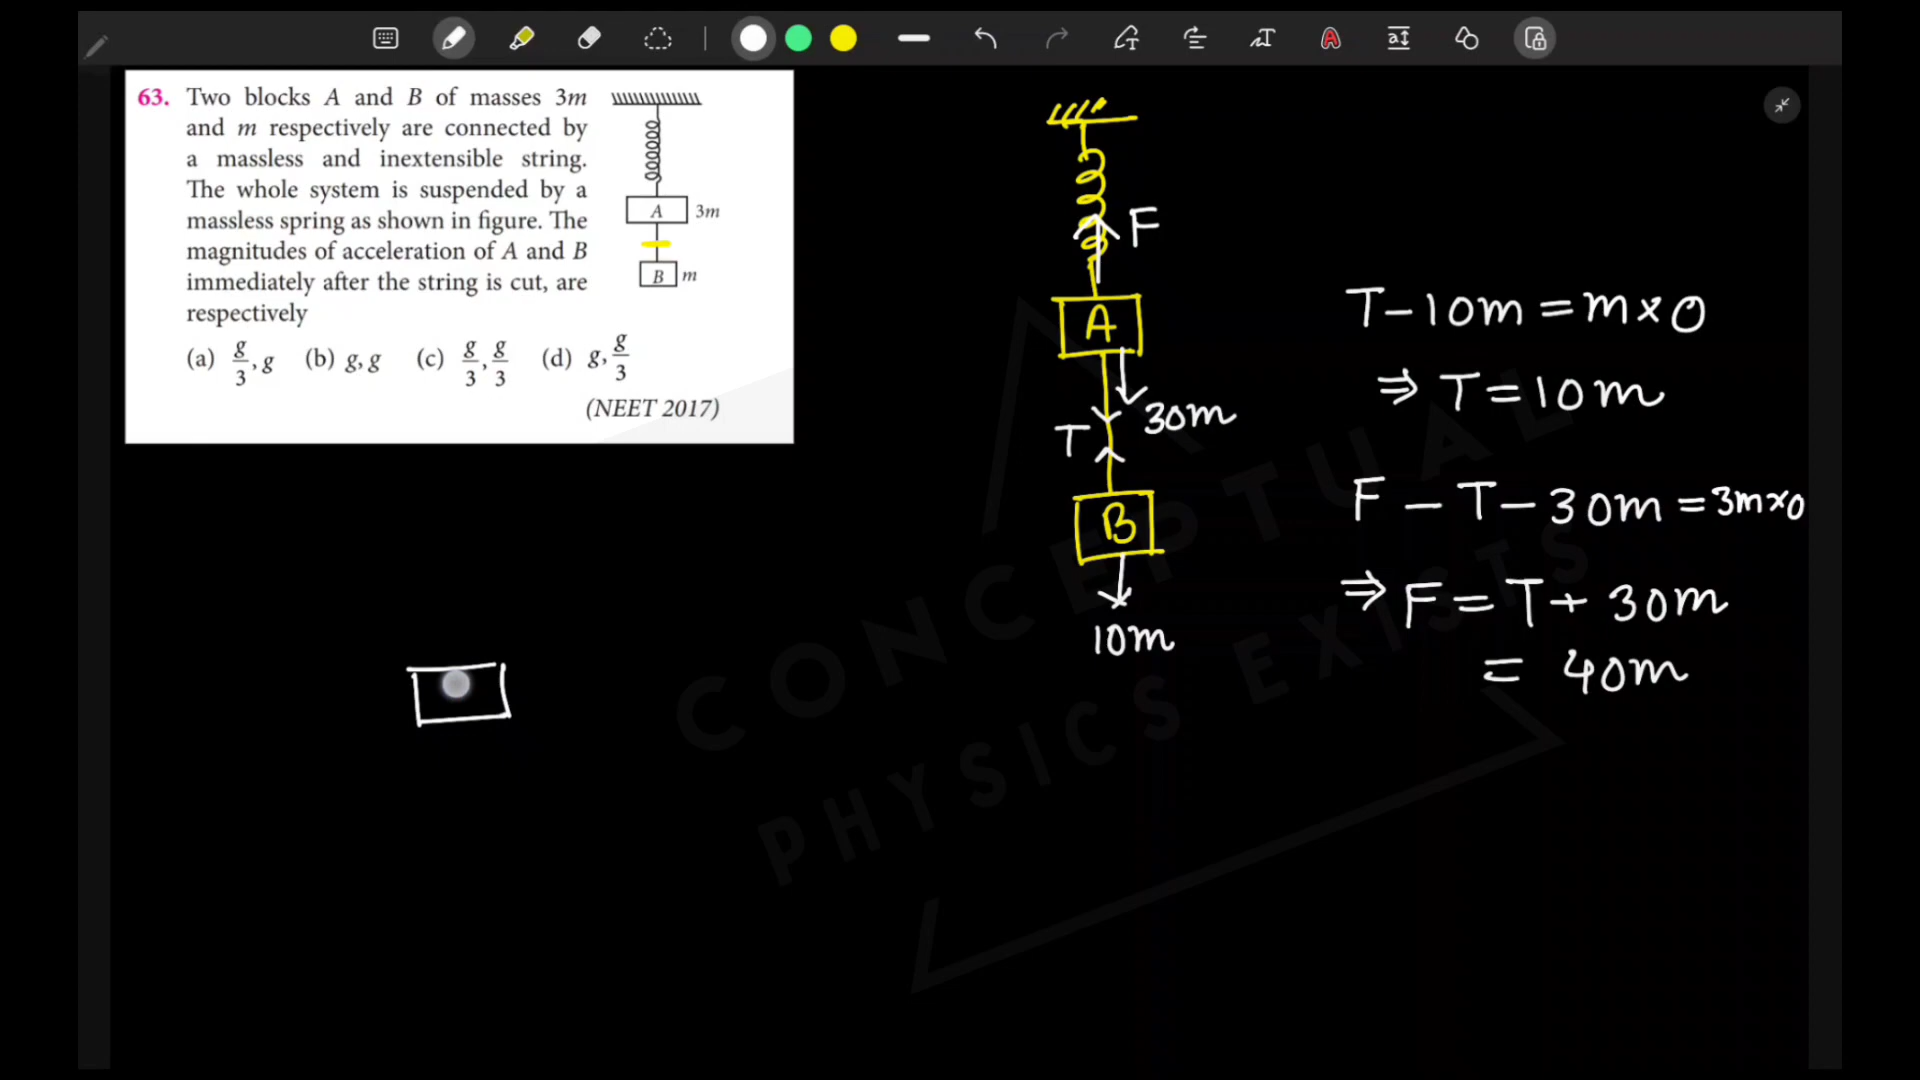 63. Two blocks A and B of masses 3m
and m respectively are connected by
a massless and inextensible string.
The whole system is suspended by a
massless spring as shown in figure. The
magnitudes of acceleration of A and B
immediately after the string is cut, are
respectively
(a) g/3, g (b) g, g (c) g/3, g/3 (d) g, g/3
(NEET 2017)
A 3m
B m
F
A
30m
T
B
10m
T-10m = m×0
⇒ T = 10m
F - T - 30m = 3m×0
⇒ F = T + 30m
= 40m
CONCEPTUAL
PHYSICS EXISTS